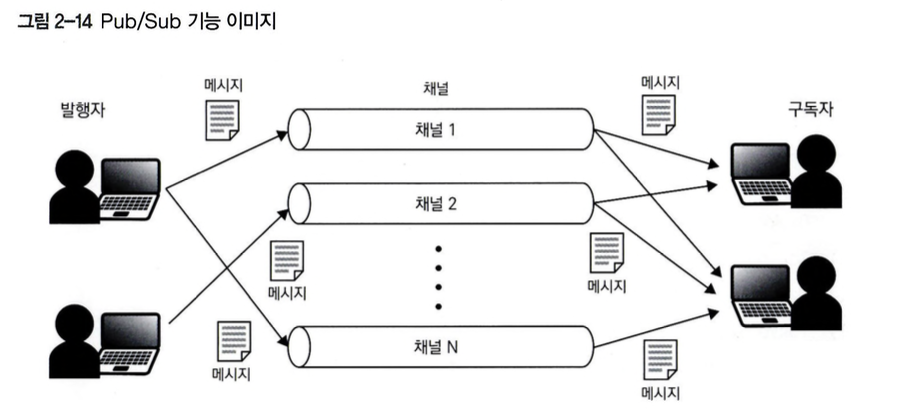 그림 2-14 Pub/Sub 기능 이미지
메시지
채널
메시지
발행자
구독자
채널 1
채널 2
메시지
메시지
채널 N
메시지
메시지